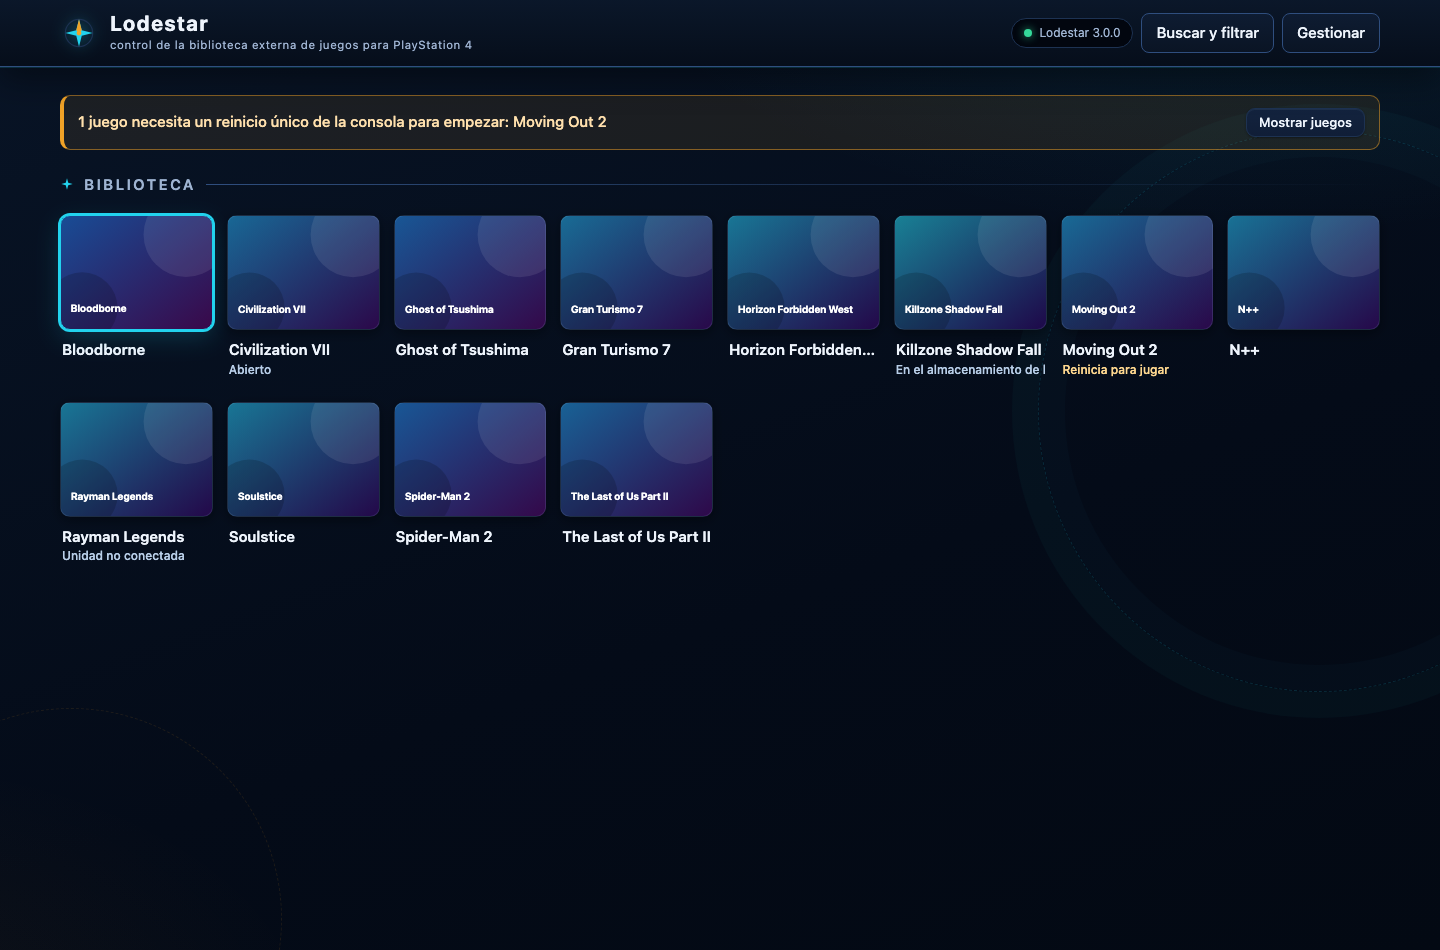 Lodestar
control de la biblioteca externa de juegos para PlayStation 4
Lodestar 3.0.0
Buscar y filtrar
Gestionar
1 juego necesita un reinicio único de la consola para empezar: Moving Out 2
Mostrar juegos
BIBLIOTECA
Bloodborne
Civilization VII
Ghost of Tsushima
Gran Turismo 7
Horizon Forbidden West
Killzone Shadow Fall
Moving Out 2
N++
Bloodborne
Civilization VII
Ghost of Tsushima
Gran Turismo 7
Horizon Forbidden...
Killzone Shadow Fall
Moving Out 2
N++
Abierto
En el almacenamiento de
Reinicia para jugar
Rayman Legends
Soulstice
Spider-Man 2
The Last of Us Part II
Rayman Legends
Soulstice
Spider-Man 2
The Last of Us Part II
Unidad no conectada